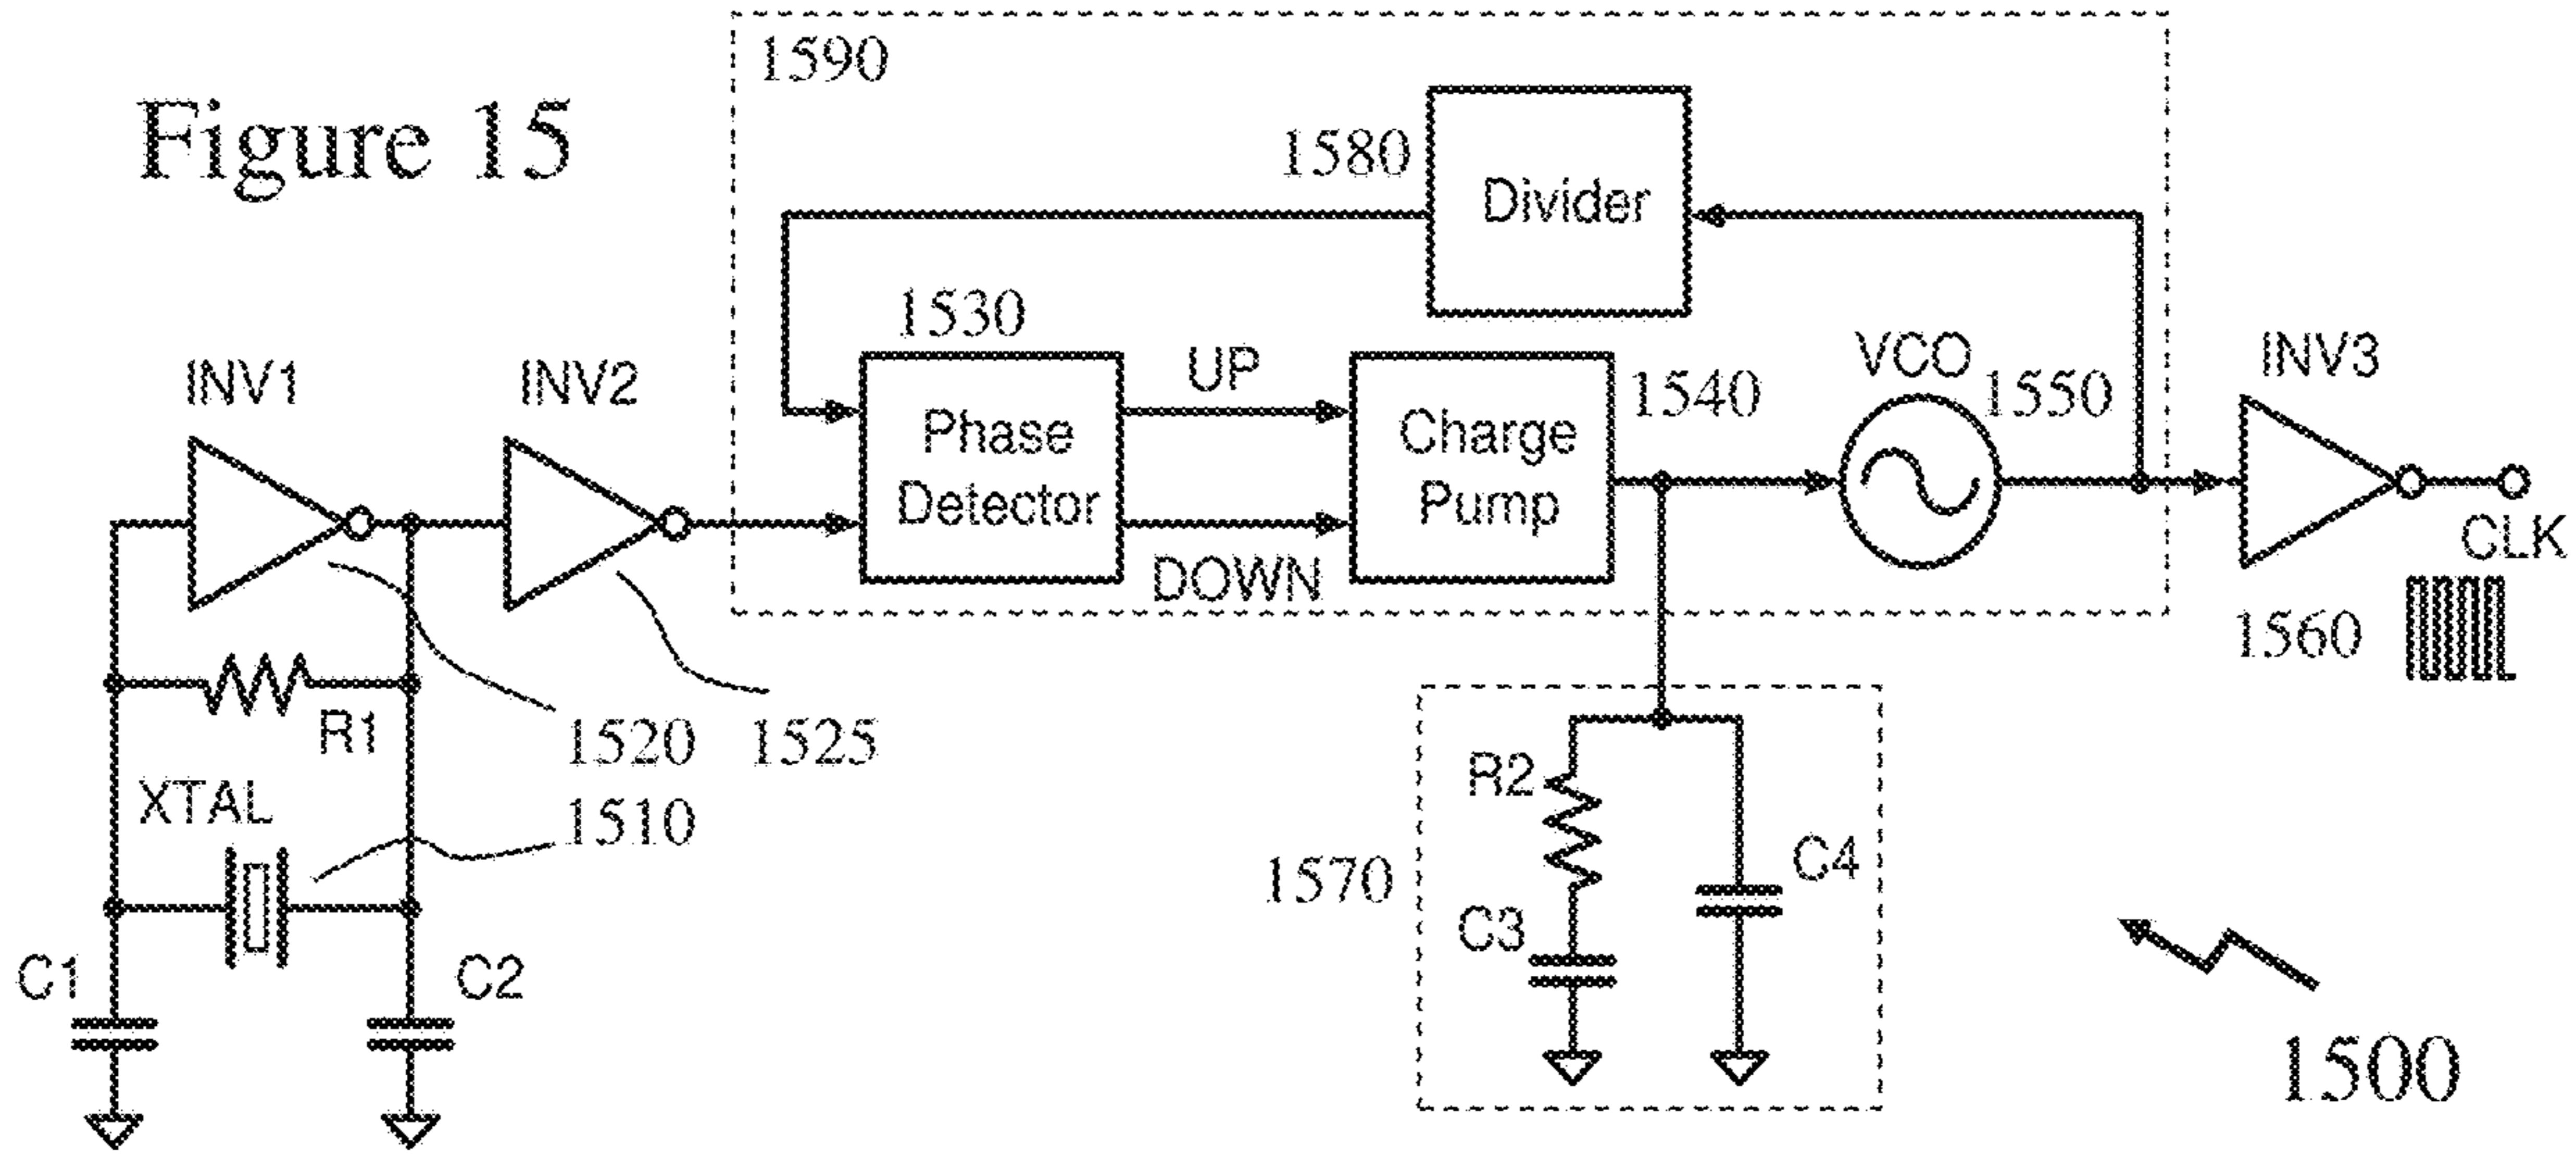 Figure 15
1590
1580
Divider
1530
INV1
INV2
UP
VCO
INV3
1540
1550
Phase
Detector
Charge
Pump
DOWN
CLK
1560
R1
1520
1525
XTAL
1510
R2
1570
C4
C3
C1
C2
1500